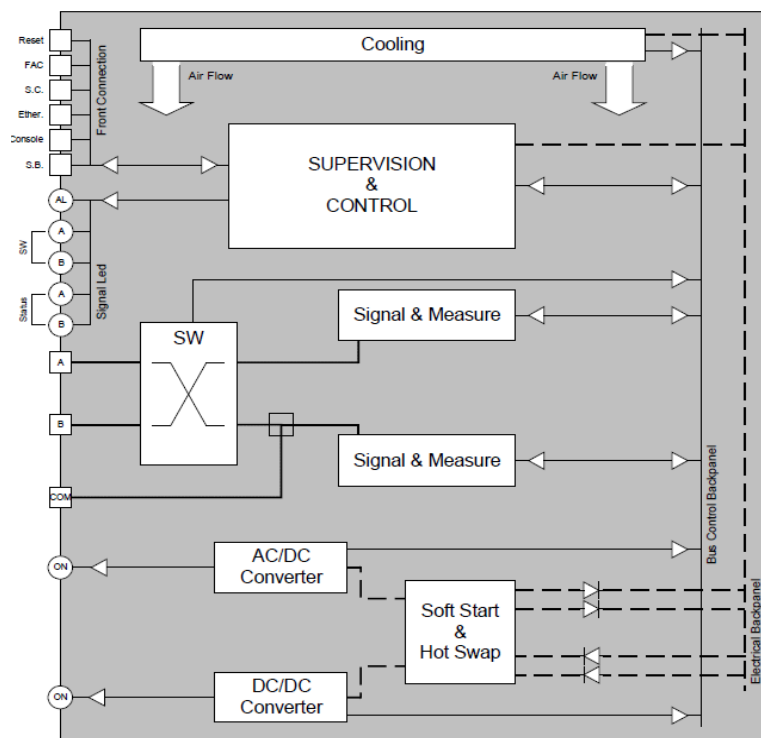 Reset
FAC
S.C.
Ether.
Console
S.B.
Front Connection
Cooling
Air Flow
Air Flow
SUPERVISION
&
CONTROL
AL
A
B
SW
A
B
Status
Signal Led
SW
Signal & Measure
A
B
Signal & Measure
COM
Bus Control Backpanel
AC/DC
Converter
ON
Soft Start
&
Hot Swap
Electrical Backpanel
DC/DC
Converter
ON